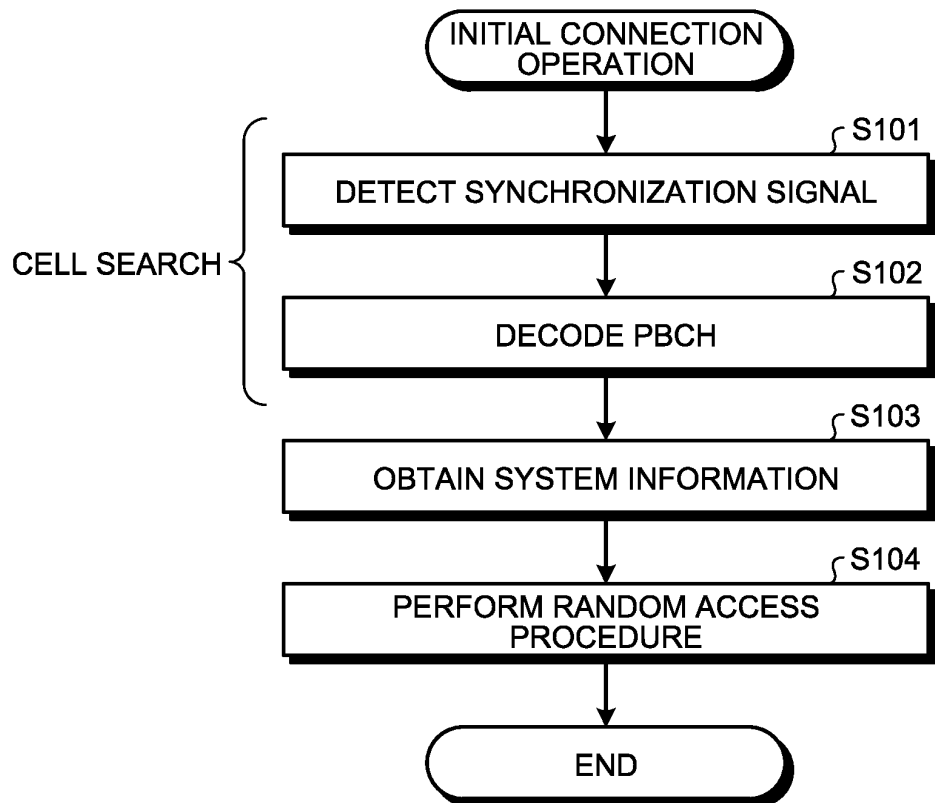 INITIAL CONNECTION
OPERATION
S101
DETECT SYNCHRONIZATION SIGNAL
CELL SEARCH
S102
DECODE PBCH
S103
OBTAIN SYSTEM INFORMATION
S104
PERFORM RANDOM ACCESS
PROCEDURE
END